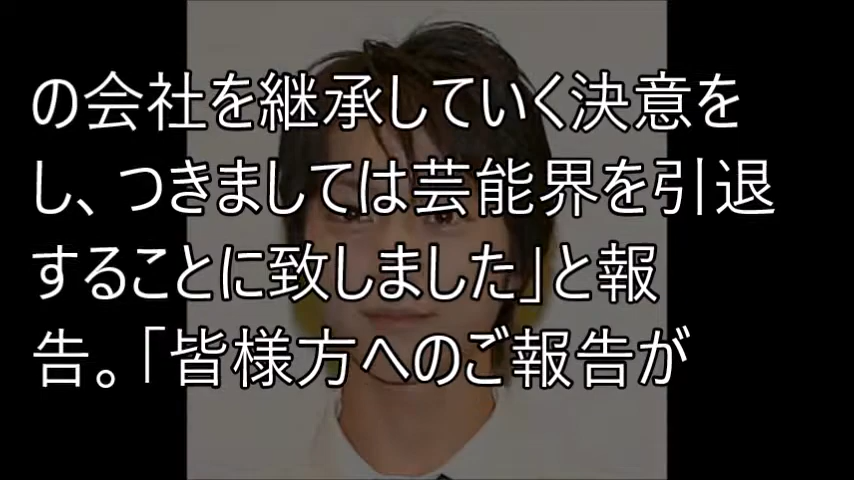 の会社を継承していく決意を
し、つきましては芸能界を引退
することに致しました」と報
告。「皆様方へのご報告が